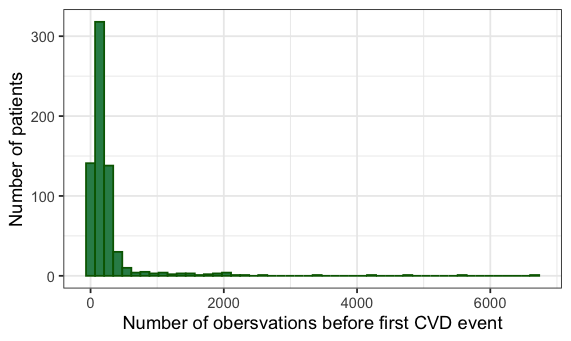 Number of patients
300
200
100
0
0 2000 4000 6000
Number of obersvations before first CVD event